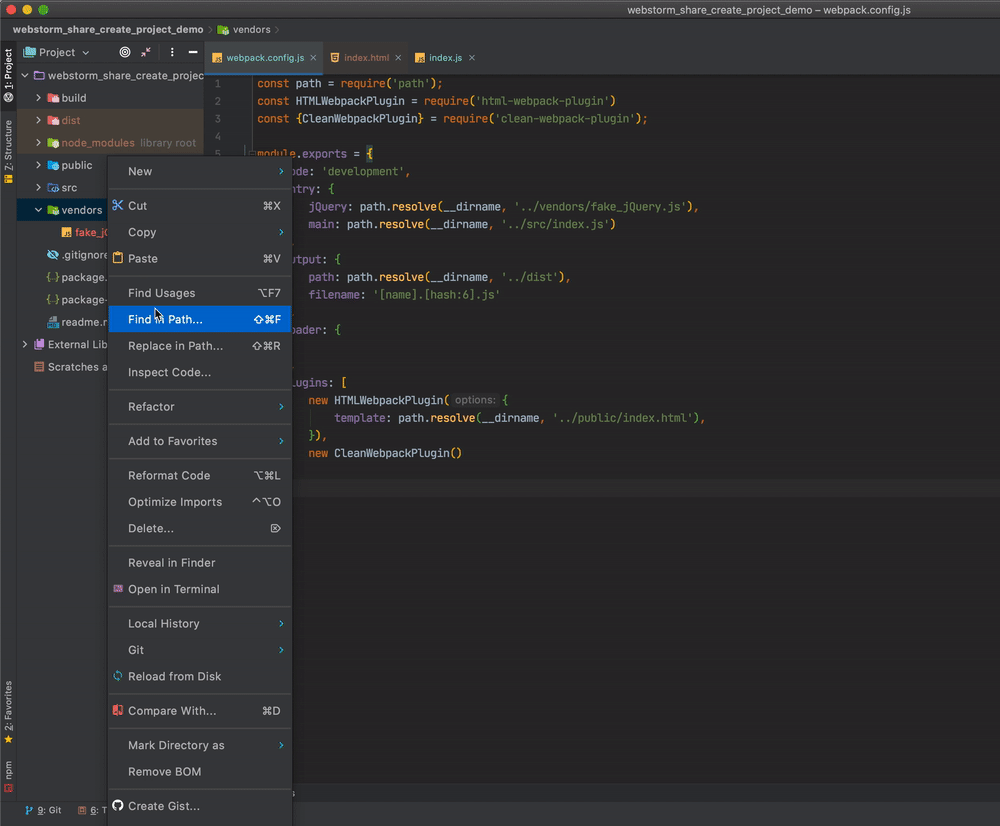 webstorm_share_create_project_demo – webpack.config.js
webstorm_share_create_project_demo
vendors
Project
webpack.config.js
index.html
index.js
1: Project
Z: Structure
2: Favorites
npm
webstorm_share_create_projec
build
dist
node_modules library root
public
src
vendors
fake_jQ
.gitignore
package.
package-
readme.m
External Lib
Scratches a
New
Cut ⌘X
Copy
Paste ⌘V
Find Usages ⌥F7
Find in Path... ⇧⌘F
Replace in Path... ⇧⌘R
Inspect Code...
Refactor
Add to Favorites
Reformat Code ⌥⌘L
Optimize Imports ^⌥O
Delete... ⌦
Reveal in Finder
Open in Terminal
Local History
Git
Reload from Disk
Compare With... ⌘D
Mark Directory as
Remove BOM
Create Gist...
1 const path = require('path');
2 const HTMLWebpackPlugin = require('html-webpack-plugin')
3 const {CleanWebpackPlugin} = require('clean-webpack-plugin');
4
5 module.exports = {
ode: 'development',
ntry: {
jQuery: path.resolve(__dirname, '../vendors/fake_jQuery.js'),
main: path.resolve(__dirname, '../src/index.js')
utput: {
path: path.resolve(__dirname, '../dist'),
filename: '[name].[hash:6].js'
oader: {
lugins: [
new HTMLWebpackPlugin( options: {
template: path.resolve(__dirname, '../public/index.html'),
}),
new CleanWebpackPlugin()
s
9: Git
6: T